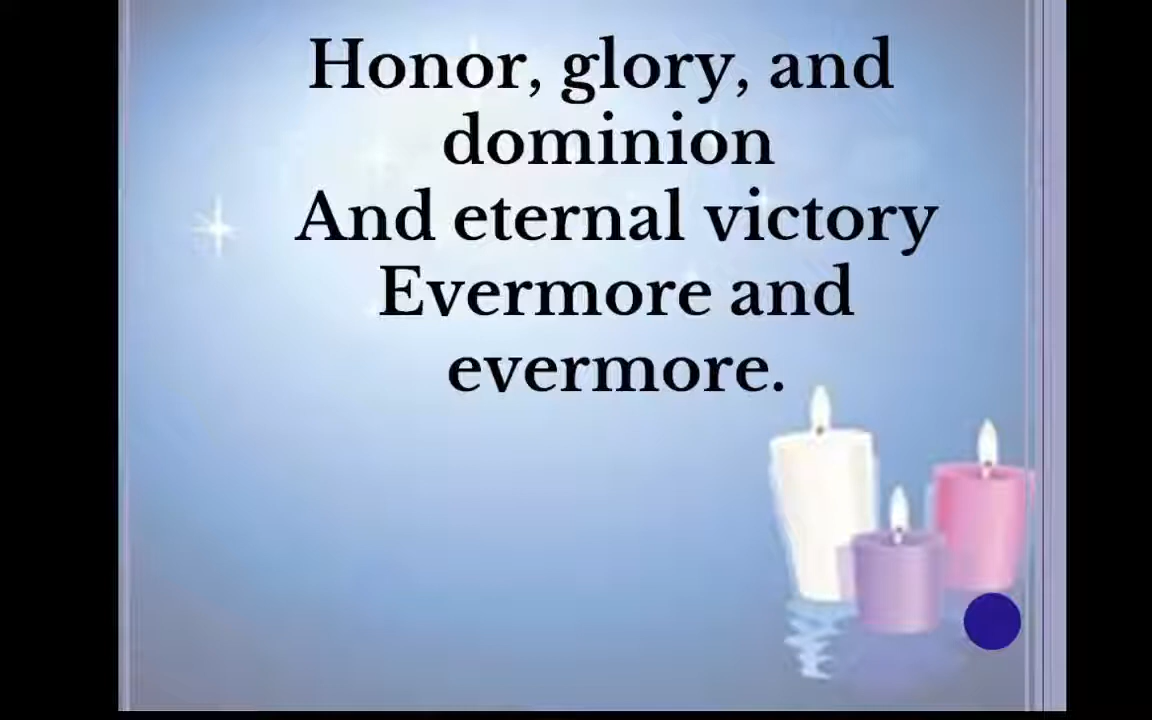 Honor, glory, and
dominion
And eternal victory
Evermore and
evermore.